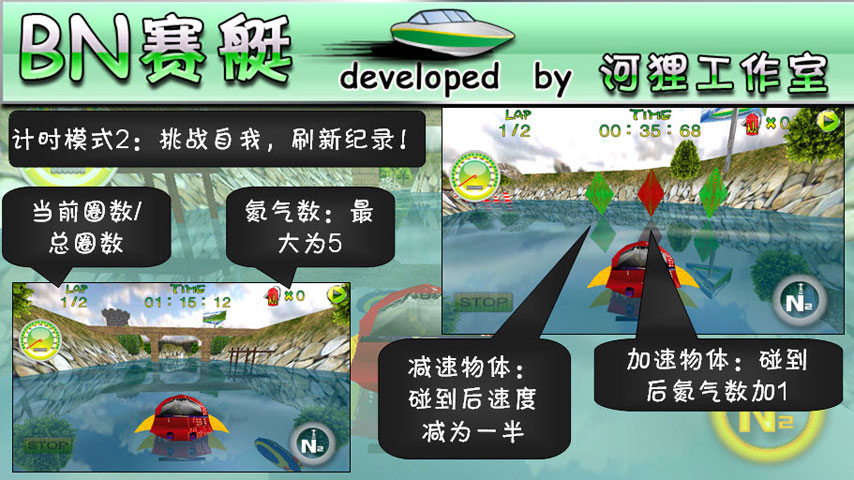 BN赛艇
developed by 河狸工作室
计时模式2：挑战自我，刷新纪录！
当前圈数/
总圈数
氮气数：最
大为5
LAP TIME
1/2 00:35:68 ×0
STOP
N2
LAP TIME
1/2 01:15:12 ×0
STOP
N2
减速物体：
碰到后速度
减为一半
加速物体：碰到
后氮气数加1
N2